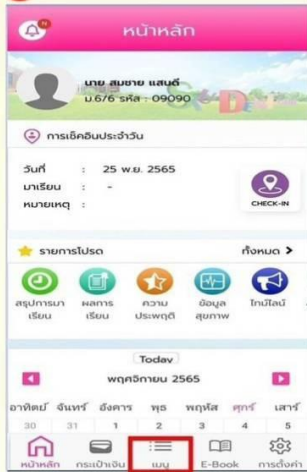 N
หน้าหลัก
นาย สมชาย แสนดี
ม.6/6 รหัส : 09090
การเช็คอินประจำวัน
วันที่ : 25 พ.ย. 2565
มาเรียน : -
หมายเหตุ :
CHECK-IN
รายการโปรด ทั้งหมด >
สรุปการมาเรียน ผลการเรียน ความประพฤติ ข้อมูลสุขภาพ ไทม์ไลน์
Today
พฤศจิกายน 2565
อาทิตย์ จันทร์ อังคาร พุธ พฤหัส ศุกร์ เสาร์
30 31 1 2 3 4 5
หน้าหลัก กระเป๋าเงิน เมนู E-Book การตั้งค่า